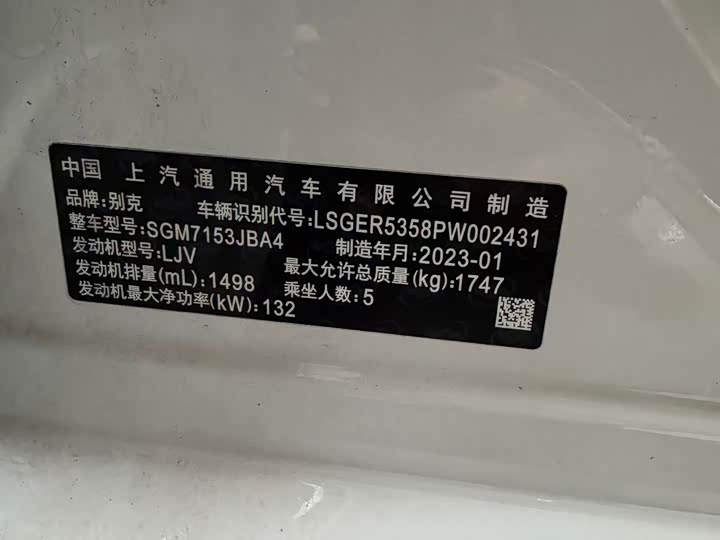 中国 上汽通用汽车有限公司制造
品牌:别克 车辆识别代号:LSGER5358PW002431
整车型号:SGM7153JBA4 制造年月:2023-01
发动机型号:LJV 最大允许总质量(kg):1747
发动机排量(mL):1498 乘坐人数:5
发动机最大净功率(kW):132